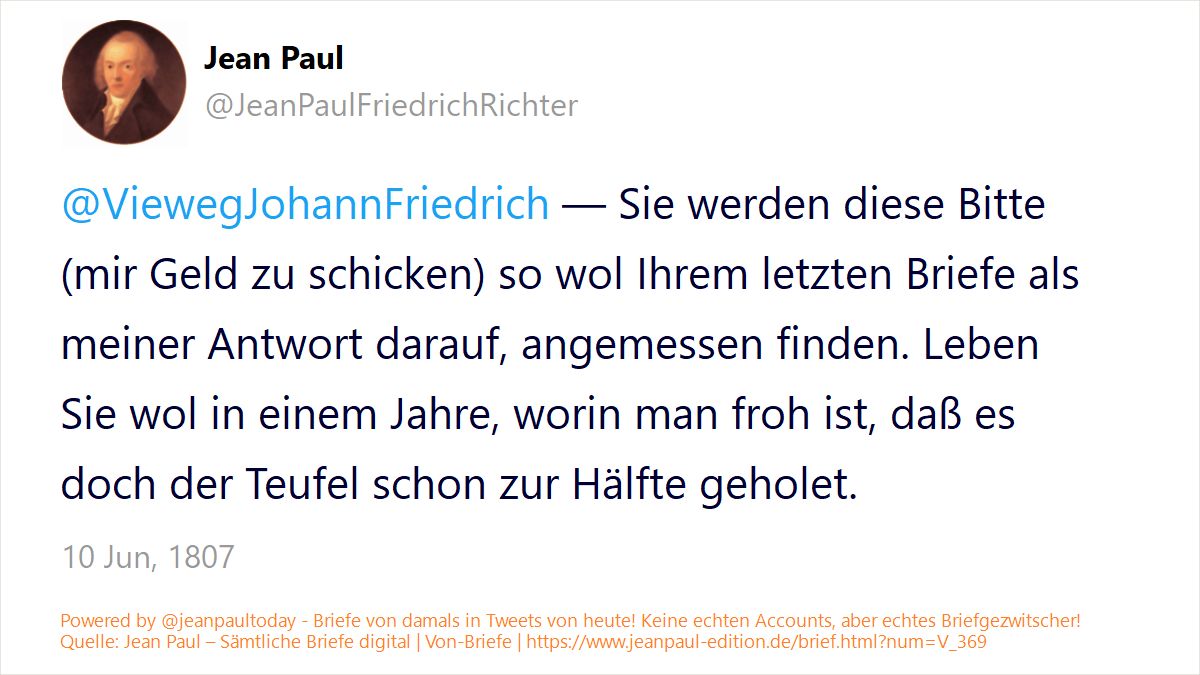 Jean Paul
@JeanPaulFriedrichRichter
@ViewegJohannFriedrich — Sie werden diese Bitte
(mir Geld zu schicken) so wol Ihrem letzten Briefe als
meiner Antwort darauf, angemessen finden. Leben
Sie wol in einem Jahre, worin man froh ist, daß es
doch der Teufel schon zur Hälfte geholet.
10 Jun, 1807
Powered by @jeanpaultoday - Briefe von damals in Tweets von heute! Keine echten Accounts, aber echtes Briefgezwitscher!
Quelle: Jean Paul – Sämtliche Briefe digital | Von-Briefe | https://www.jeanpaul-edition.de/brief.html?num=V_369